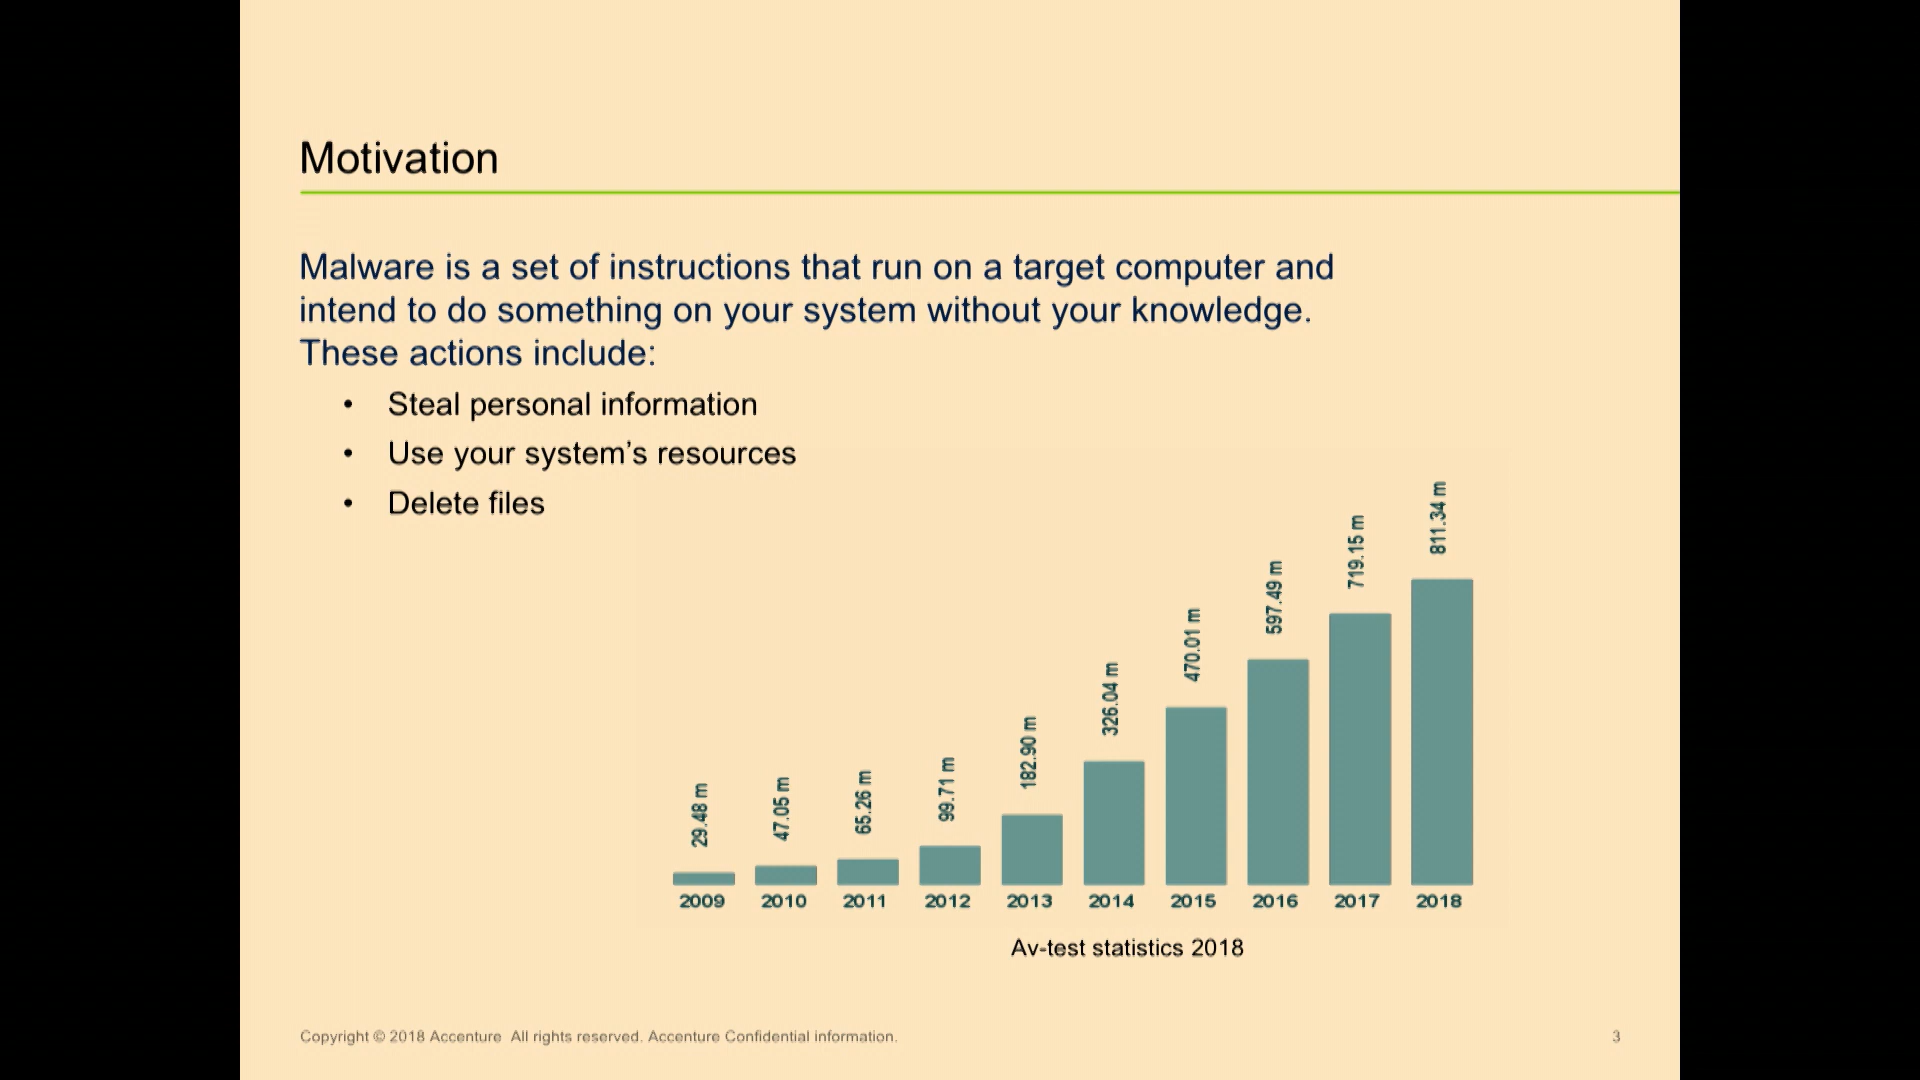 Motivation
Malware is a set of instructions that run on a target computer and
intend to do something on your system without your knowledge.
These actions include:
• Steal personal information
• Use your system's resources
• Delete files
29.48 m
47.05 m
65.26 m
99.71 m
182.90 m
326.04 m
470.01 m
597.49 m
719.15 m
811.34 m
2009 2010 2011 2012 2013 2014 2015 2016 2017 2018
Av-test statistics 2018
Copyright © 2018 Accenture All rights reserved. Accenture Confidential information.
3